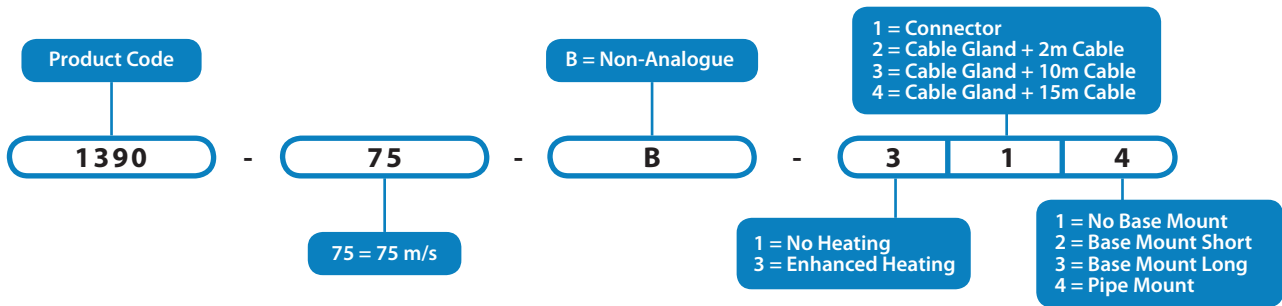 Product Code
B = Non-Analogue
1 = Connector
2 = Cable Gland + 2m Cable
3 = Cable Gland + 10m Cable
4 = Cable Gland + 15m Cable
1390 - 75 - B - 3 1 4
75 = 75 m/s
1 = No Heating
3 = Enhanced Heating
1 = No Base Mount
2 = Base Mount Short
3 = Base Mount Long
4 = Pipe Mount